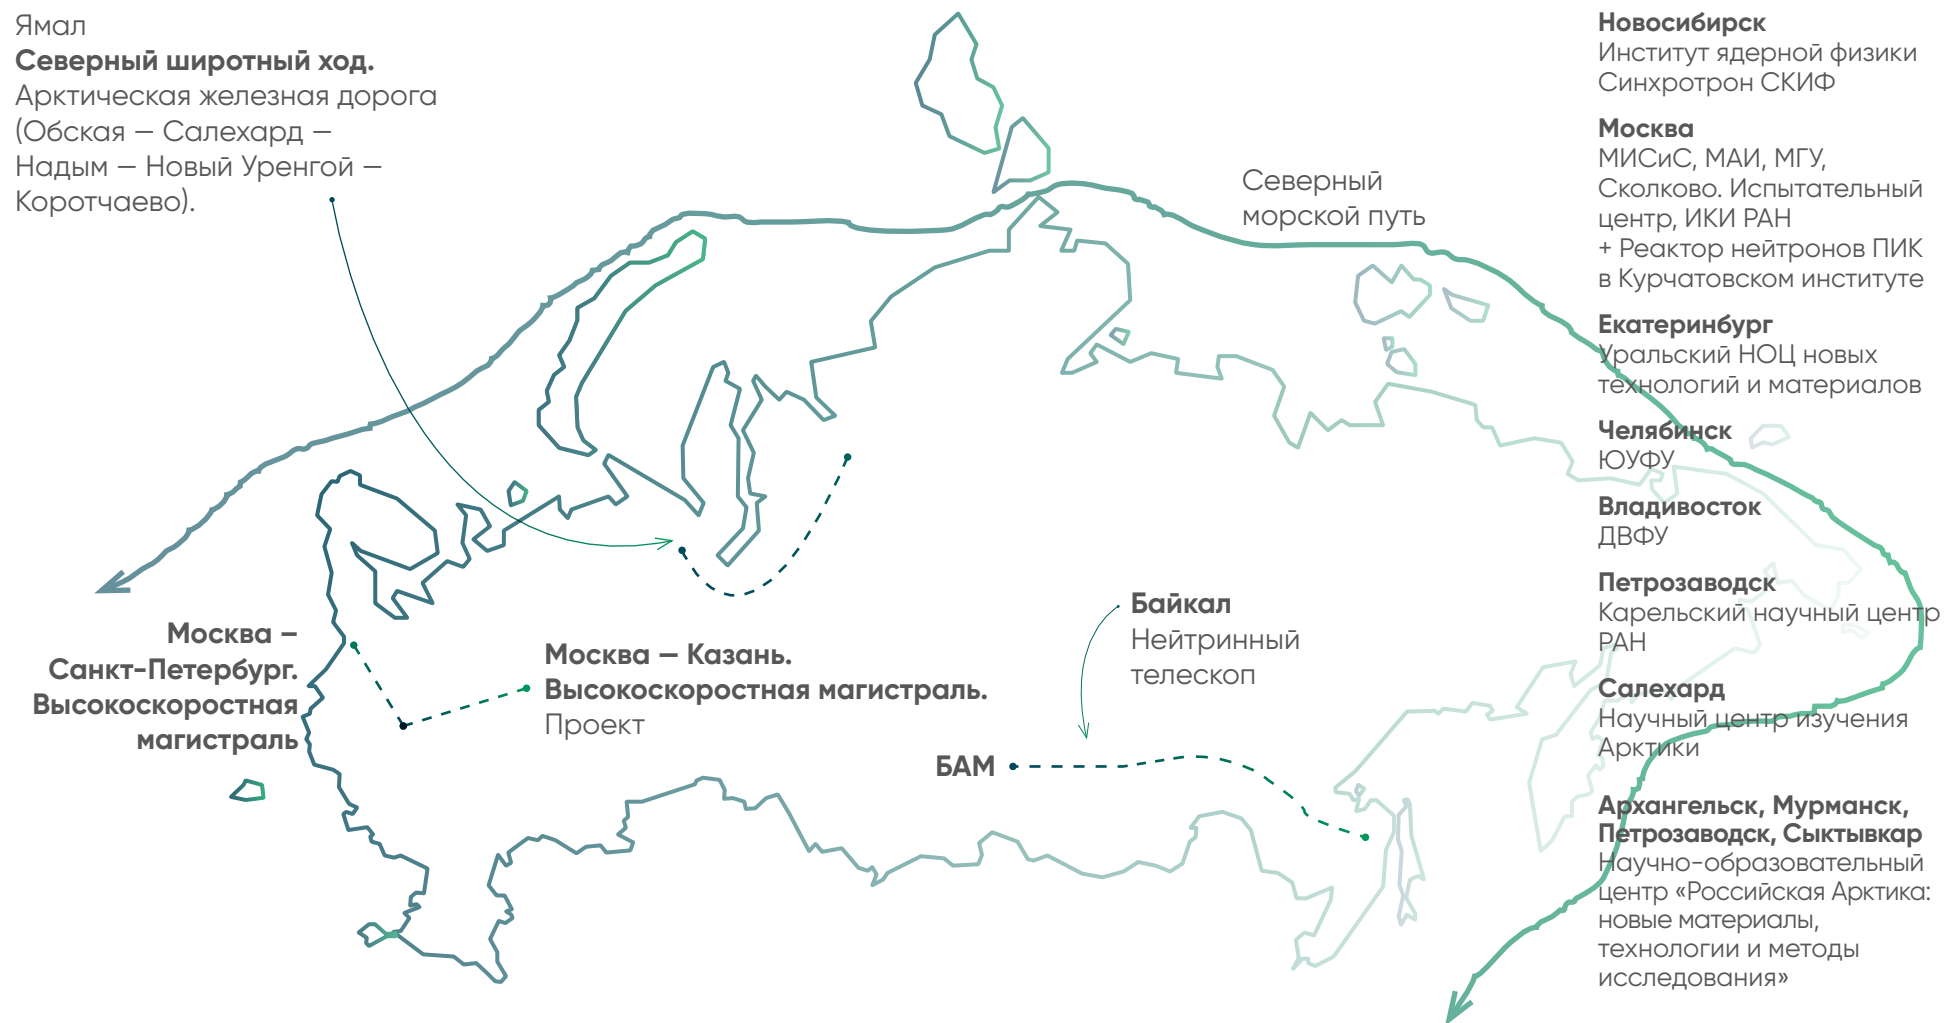 Ямал
Северный широтный ход.
Арктическая железная дорога
(Обская — Салехард —
Надым — Новый Уренгой —
Коротчаево).
Северный
морской путь
Москва –
Санкт-Петербург.
Высокоскоростная
магистраль
Москва — Казань.
Высокоскоростная магистраль.
Проект
Байкал
Нейтринный
телескоп
БАМ
Новосибирск
Институт ядерной физики
Синхротрон СКИФ
Москва
МИСиС, МАИ, МГУ,
Сколково. Испытательный
центр, ИКИ РАН
+ Реактор нейтронов ПИК
в Курчатовском институте
Екатеринбург
Уральский НОЦ новых
технологий и материалов
Челябинск
ЮУФУ
Владивосток
ДВФУ
Петрозаводск
Карельский научный центр
РАН
Салехард
Научный центр изучения
Арктики
Архангельск, Мурманск,
Петрозаводск, Сыктывкар
Научно-образовательный
центр «Российская Арктика:
новые материалы,
технологии и методы
исследования»